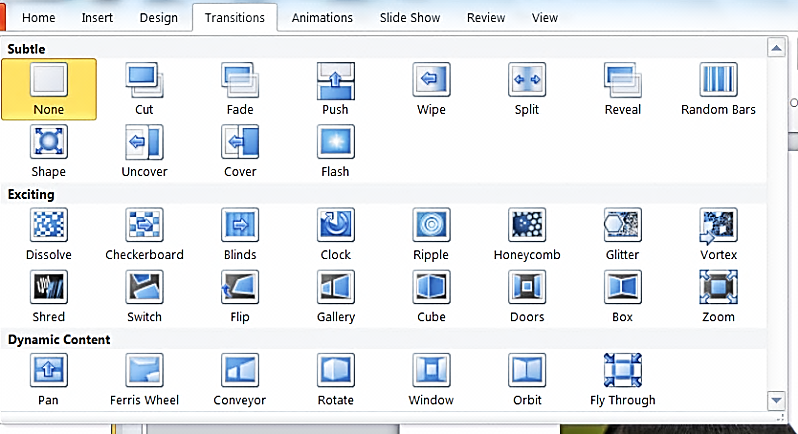 Home Insert Design Transitions Animations Slide Show Review View
Subtle
None Cut Fade Push Wipe Split Reveal Random Bars
Shape Uncover Cover Flash
Exciting
Dissolve Checkerboard Blinds Clock Ripple Honeycomb Glitter Vortex
Shred Switch Flip Gallery Cube Doors Box Zoom
Dynamic Content
Pan Ferris Wheel Conveyor Rotate Window Orbit Fly Through